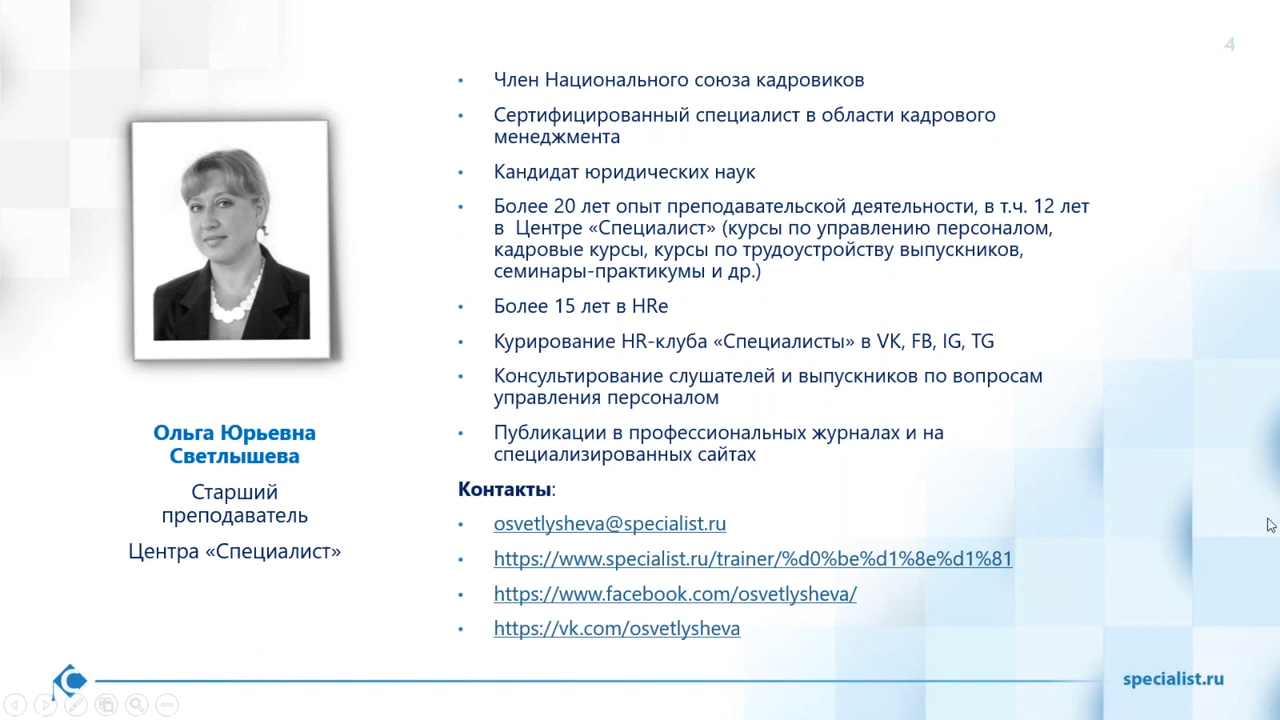 4
• Член Национального союза кадровиков
• Сертифицированный специалист в области кадрового
менеджмента
• Кандидат юридических наук
• Более 20 лет опыт преподавательской деятельности, в т.ч. 12 лет
в Центре «Специалист» (курсы по управлению персоналом,
кадровые курсы, курсы по трудоустройству выпускников,
семинары-практикумы и др.)
• Более 15 лет в HRе
• Курирование HR-клуба «Специалисты» в VK, FB, IG, TG
• Консультирование слушателей и выпускников по вопросам
управления персоналом
• Публикации в профессиональных журналах и на
специализированных сайтах
Контакты:
• osvetlysheva@specialist.ru
• https://www.specialist.ru/trainer/%d0%be%d1%8e%d1%81
• https://www.facebook.com/osvetlysheva/
• https://vk.com/osvetlysheva
Ольга Юрьевна
Светлышева
Старший
преподаватель
Центра «Специалист»
specialist.ru